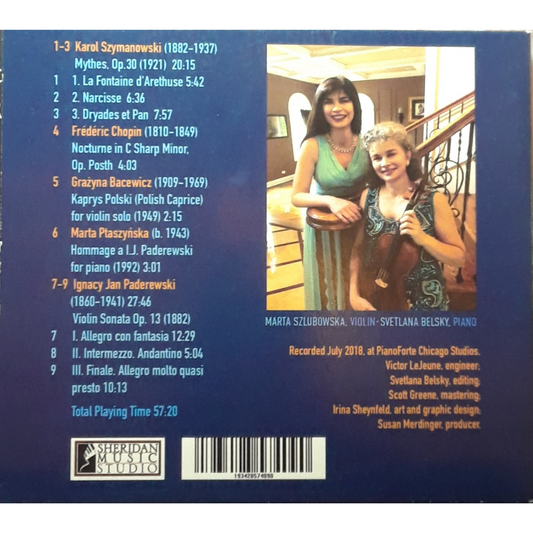 1-3 Karol Szymanowski (1882-1937)
Mythes, Op.30 (1921) 20:15
1 1. La Fontaine d'Arethuse 5:42
2 2. Narcisse 6:36
3 3. Dryades et Pan 7:57
4 Frédéric Chopin (1810-1849)
Nocturne in C Sharp Minor,
Op. Posth 4:03
5 Grażyna Bacewicz (1909-1969)
Kaprys Polski (Polish Caprice)
for violin solo (1949) 2:15
6 Marta Ptaszyńska (b. 1943)
Hommage a I.J. Paderewski
for piano (1992) 3:01
7-9 Ignacy Jan Paderewski
(1860-1941) 27:46
Violin Sonata Op. 13 (1882)
7 I. Allegro con fantasia 12:29
8 II. Intermezzo. Andantino 5:04
9 III. Finale. Allegro molto quasi
presto 10:13
Total Playing Time 57:20
MARTA SZLUBOWSKA, VIOLIN·SVETLANA BELSKY, PIANO
Recorded July 2018, at PianoForte Chicago Studios.
Victor LeJeune, engineer;
Svetlana Belsky, editing;
Scott Greene, mastering;
Irina Sheynfeld, art and graphic design;
Susan Merdinger, producer.
SHERIDAN
MUSIC
STUDIO
193428574898